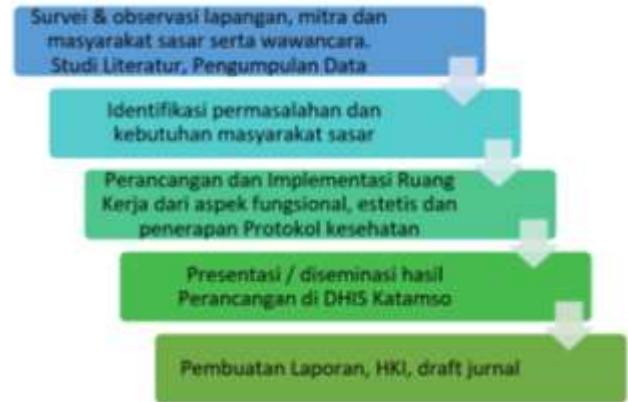 Survei & observasi lapangan, mitra dan
masyarakat sasar serta wawancara.
Studi Literatur, Pengumpulan Data
Identifikasi permasalahan dan
kebutuhan masyarakat sasar
Perancangan dan Implementasi Ruang
Kerja dari aspek fungsional, estetis dan
penerapan Protokol kesehatan
Presentasi / diseminasi hasil
Perancangan di DHIS Katamso
Pembuatan Laporan, HKI, draft jurnal